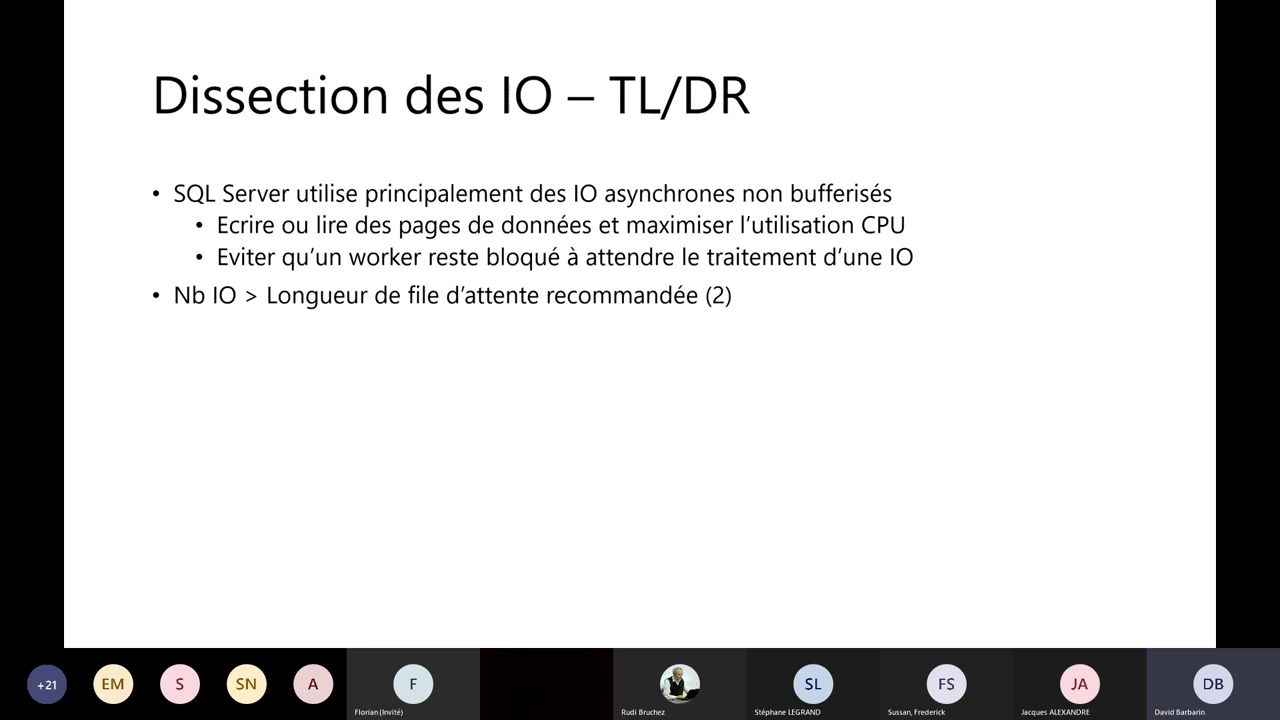 Dissection des IO – TL/DR
• SQL Server utilise principalement des IO asynchrones non bufferisés
• Ecrire ou lire des pages de données et maximiser l’utilisation CPU
• Eviter qu’un worker reste bloqué à attendre le traitement d’une IO
• Nb IO > Longueur de file d’attente recommandée (2)
+21
EM
S
SN
A
F
SL
FS
JA
DB
Florian (Invité)
Rudi Bruchez
Stéphane LEGRAND
Sussan, Frederick
Jacques ALEXANDRE
David Barbarin